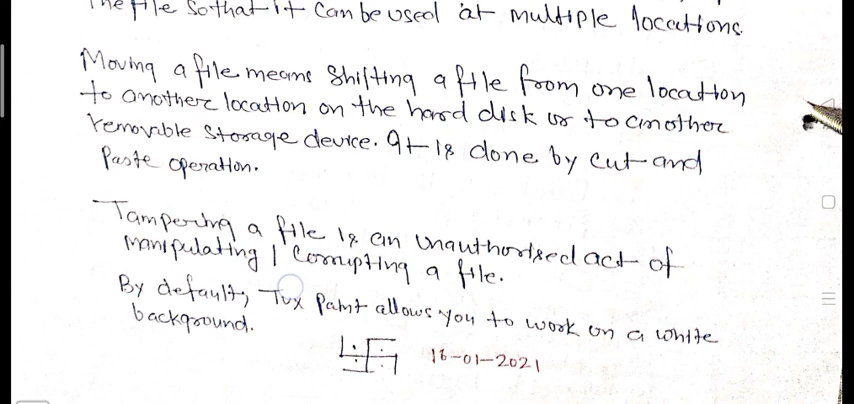 The file so that it can be used at multiple locations.
Moving a file means Shifting a file from one location
to another location on the hard disk or to another
removable storage device. It is done by cut and
Paste operation.
Tampering a file is an unauthorised act of
manipulating / Corrupting a file.
By default, Tux Paint allows you to work on a white
background.
16-01-2021